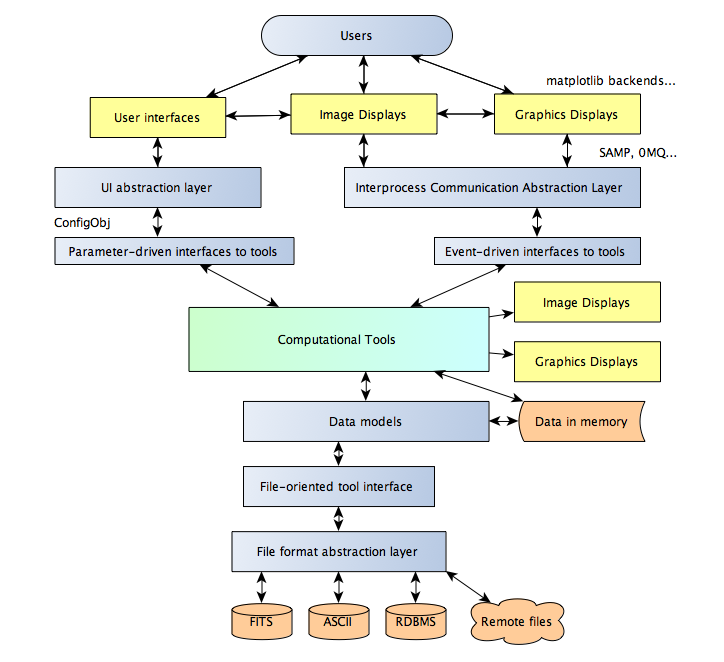 Users
matplotlib backends...
User interfaces
Image Displays
Graphics Displays
SAMP, 0MQ...
UI abstraction layer
Interprocess Communication Abstraction Layer
ConfigObj
Parameter-driven interfaces to tools
Event-driven interfaces to tools
Image Displays
Computational Tools
Graphics Displays
Data models
Data in memory
File-oriented tool interface
File format abstraction layer
FITS
ASCII
RDBMS
Remote files